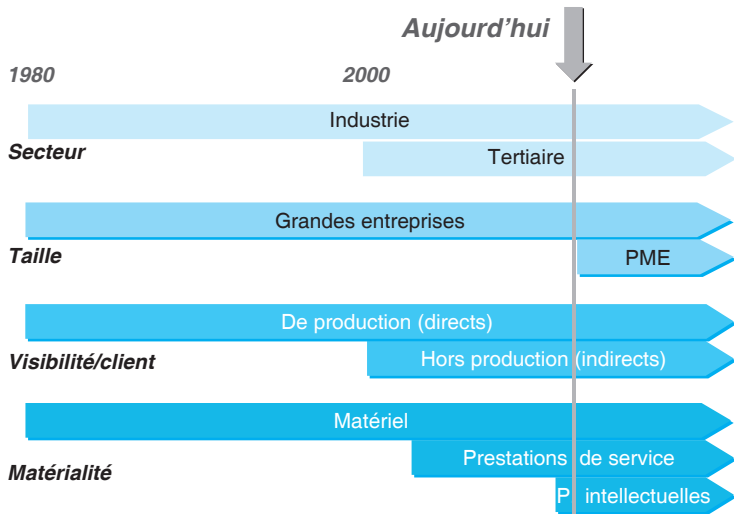 Aujourd'hui
1980 2000
Industrie
Secteur
Tertiaire
Grandes entreprises
Taille
PME
De production (directs)
Visibilité/client
Hors production (indirects)
Matériel
Prestations de service
Matérialité
P intellectuelles